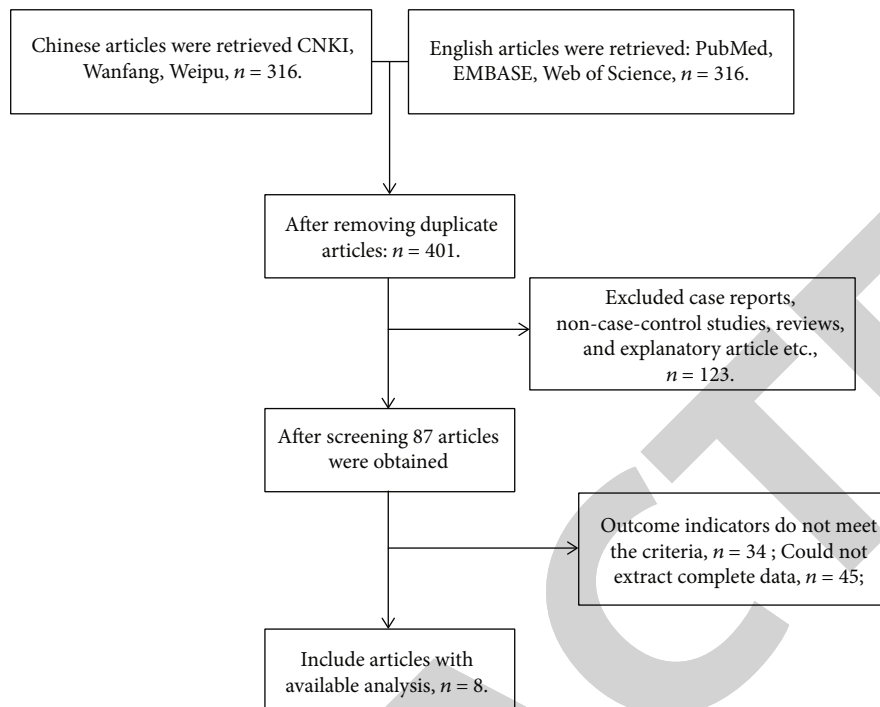 Chinese articles were retrieved CNKI,
Wanfang, Weipu, n = 316.
English articles were retrieved: PubMed,
EMBASE, Web of Science, n = 316.
After removing duplicate
articles: n = 401.
Excluded case reports,
non-case-control studies, reviews,
and explanatory article etc.,
n = 123.
After screening 87 articles
were obtained
Outcome indicators do not meet
the criteria, n = 34 ; Could not
extract complete data, n = 45;
Include articles with
available analysis, n = 8.